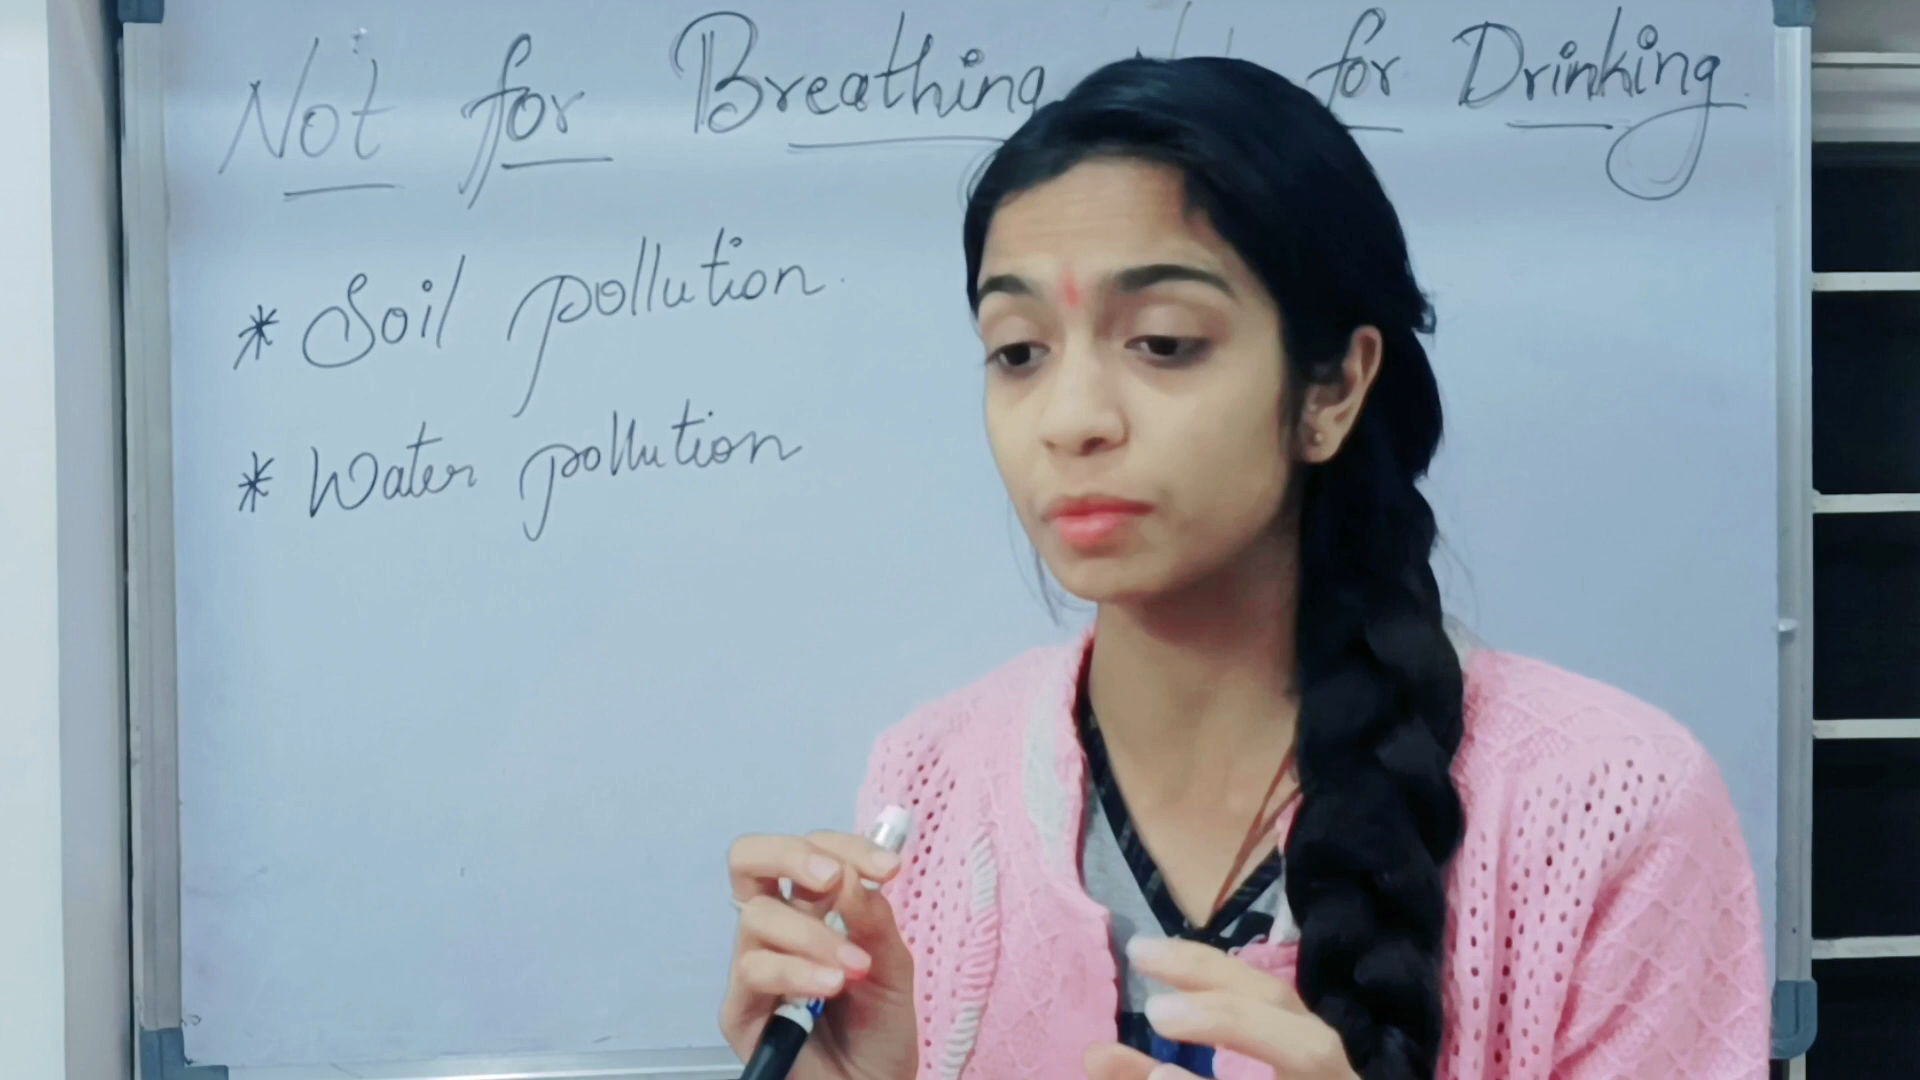 Not for Breathing for Drinking
* Soil pollution.
* Water pollution